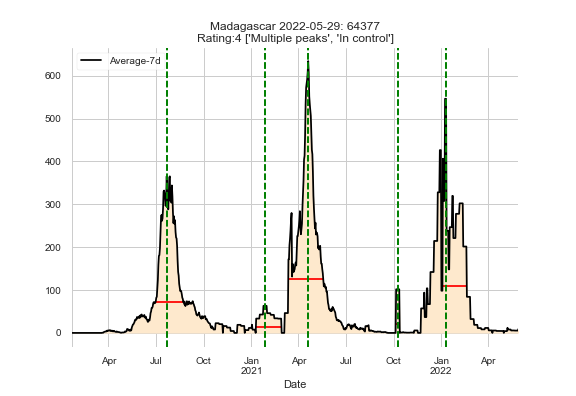 Madagascar 2022-05-29: 64377
Rating:4 ['Multiple peaks', 'In control']
Average-7d
600
500
400
300
200
100
0
Apr Jul Oct Jan Apr Jul Oct Jan Apr
2021 2022
Date